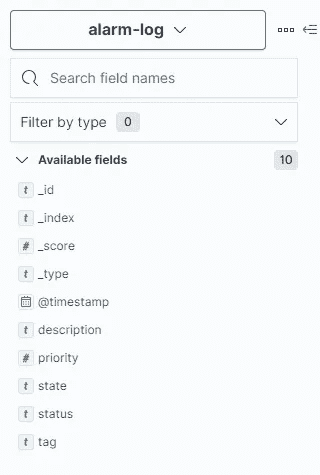 alarm-log
Search field names
Filter by type 0
Available fields 10
t _id
t _index
# _score
t _type
@timestamp
t description
# priority
t state
t status
t tag